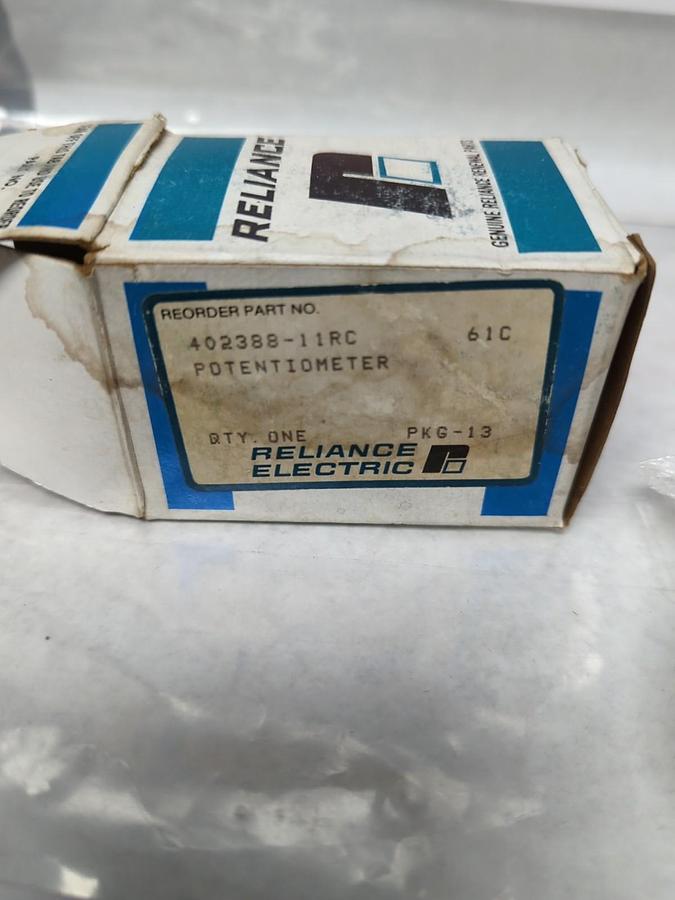 RELIANCE
GENUINE RELIANCE RENEWAL PARTS
REORDER PART NO.
402388-11RC 61C
POTENTIOMETER
QTY. ONE PKG-13
RELIANCE
ELECTRIC